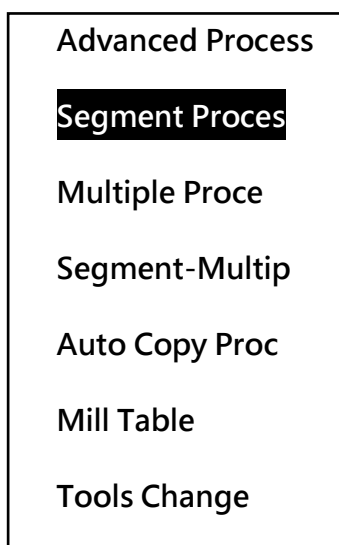 Advanced Process
Segment Proces
Multiple Proce
Segment-Multip
Auto Copy Proc
Mill Table
Tools Change